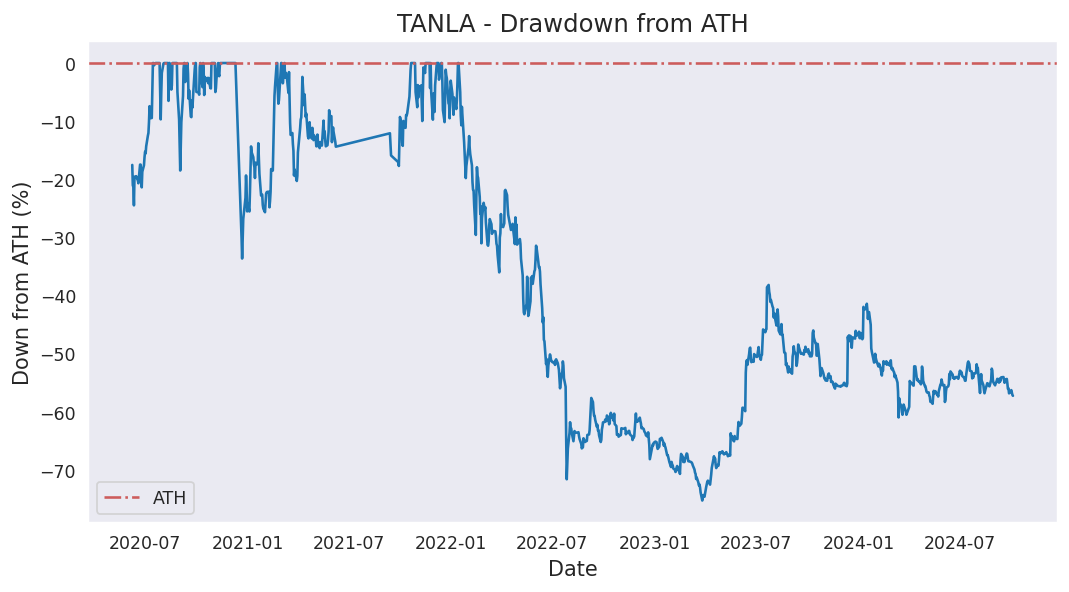 TANLA - Drawdown from ATH
Down from ATH (%)
0
−10
−20
−30
−40
−50
−60
−70
ATH
2020-07 2021-01 2021-07 2022-01 2022-07 2023-01 2023-07 2024-01 2024-07
Date